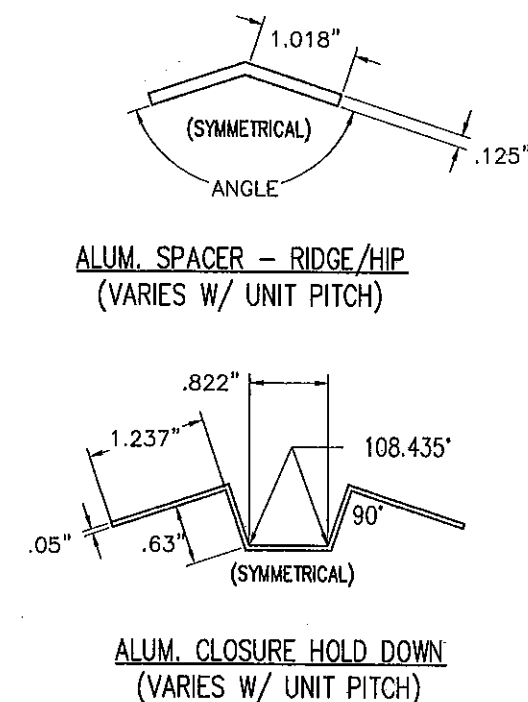 1.018"
(SYMMETRICAL)
.125"
ANGLE
ALUM. SPACER – RIDGE/HIP
(VARIES W/ UNIT PITCH)
.822"
1.237"
108.435°
.05"
.63"
90°
(SYMMETRICAL)
ALUM. CLOSURE HOLD DOWN
(VARIES W/ UNIT PITCH)